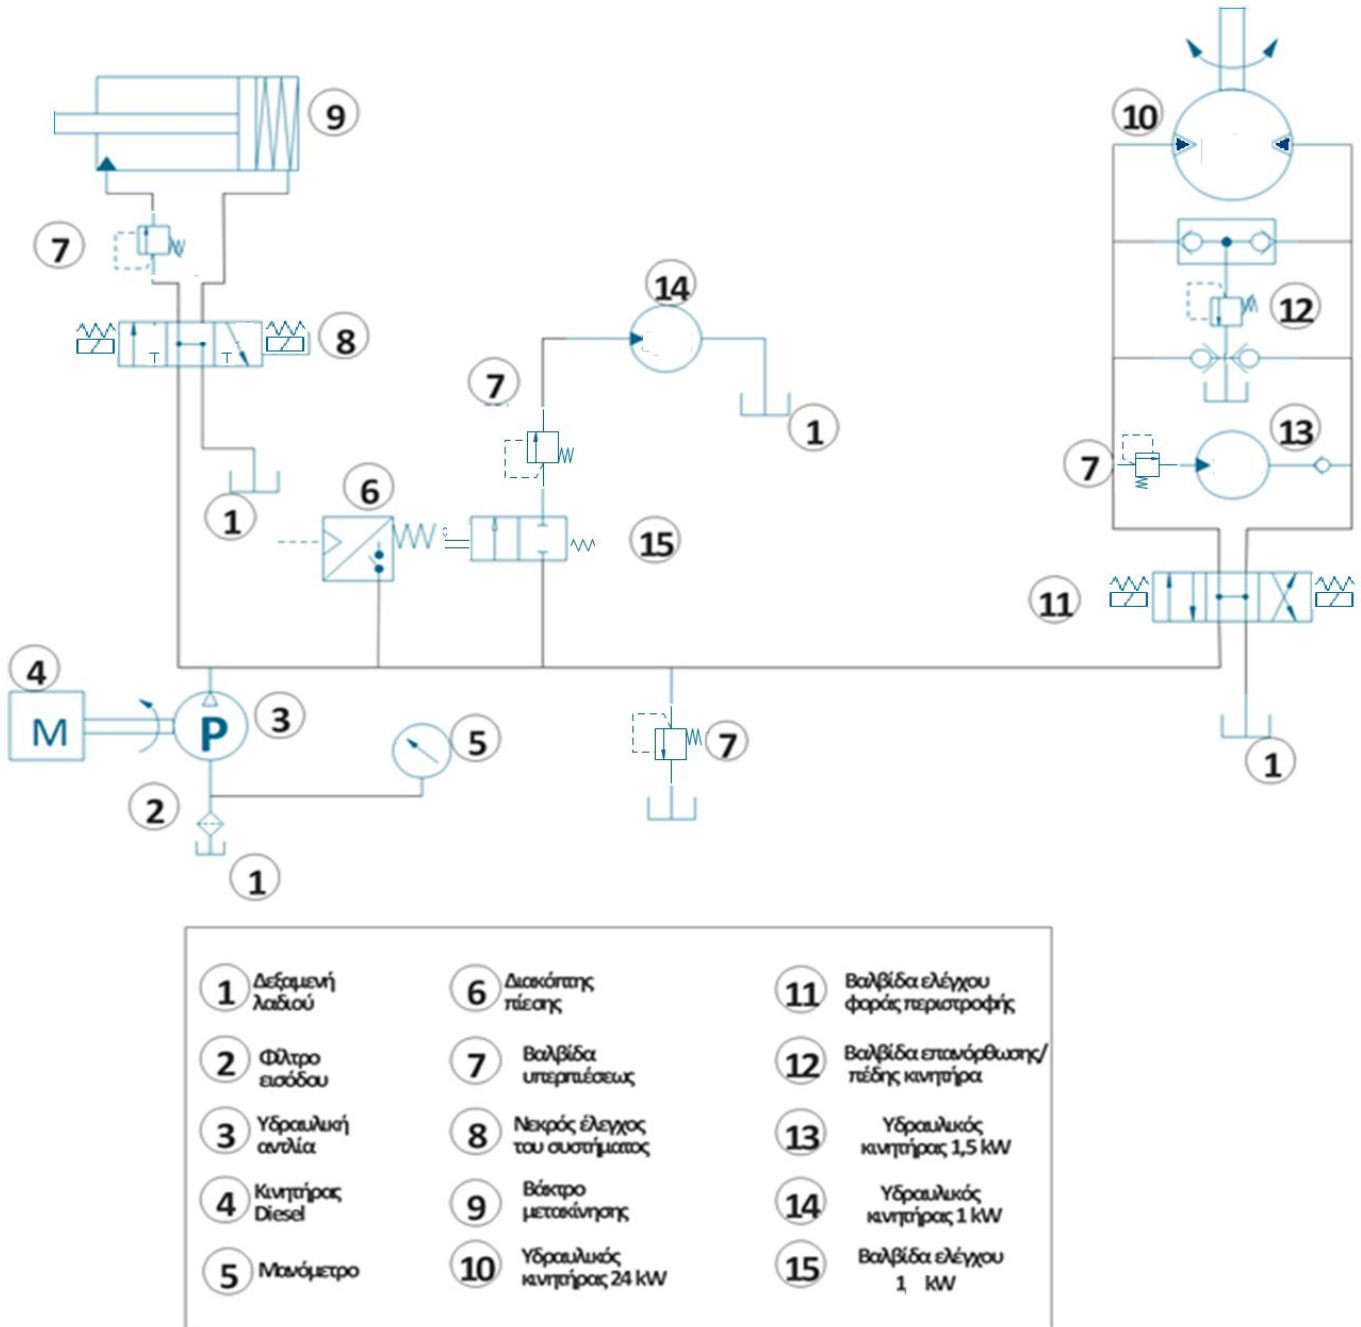 9
10
7
14
12
8
7
1
13
7
6
1
15
11
4
3
5
7
M
P
1
2
1
1 Δεξαμενή
λαδιού
2 Φίλτρο
εισόδου
3 Υδραυλική
αντλία
4 Κινητήρας
Diesel
5 Μανόμετρο
6 Διακόπτης
πίεσης
7 Βαλβίδα
υπερπιέσεως
8 Νεκρός έλεγχος
του συστήματος
9 Βάκτρο
μετακίνησης
10 Υδραυλικός
κινητήρας 24 kW
11 Βαλβίδα ελέγχου
φοράς περιστροφής
12 Βαλβίδα επανόρθωσης/
πέδης κινητήρα
13 Υδραυλικός
κινητήρας 1,5 kW
14 Υδραυλικός
κινητήρας 1 kW
15 Βαλβίδα ελέγχου
1 kW